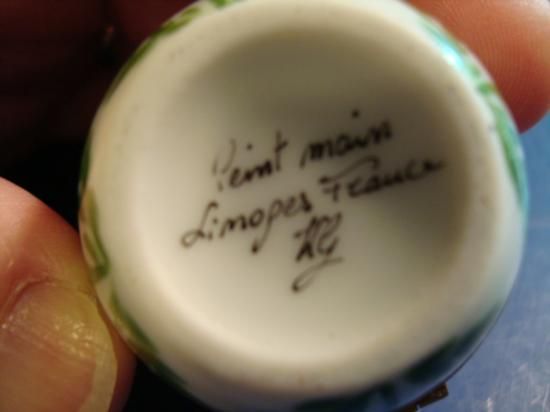 Peint main
Limoges France